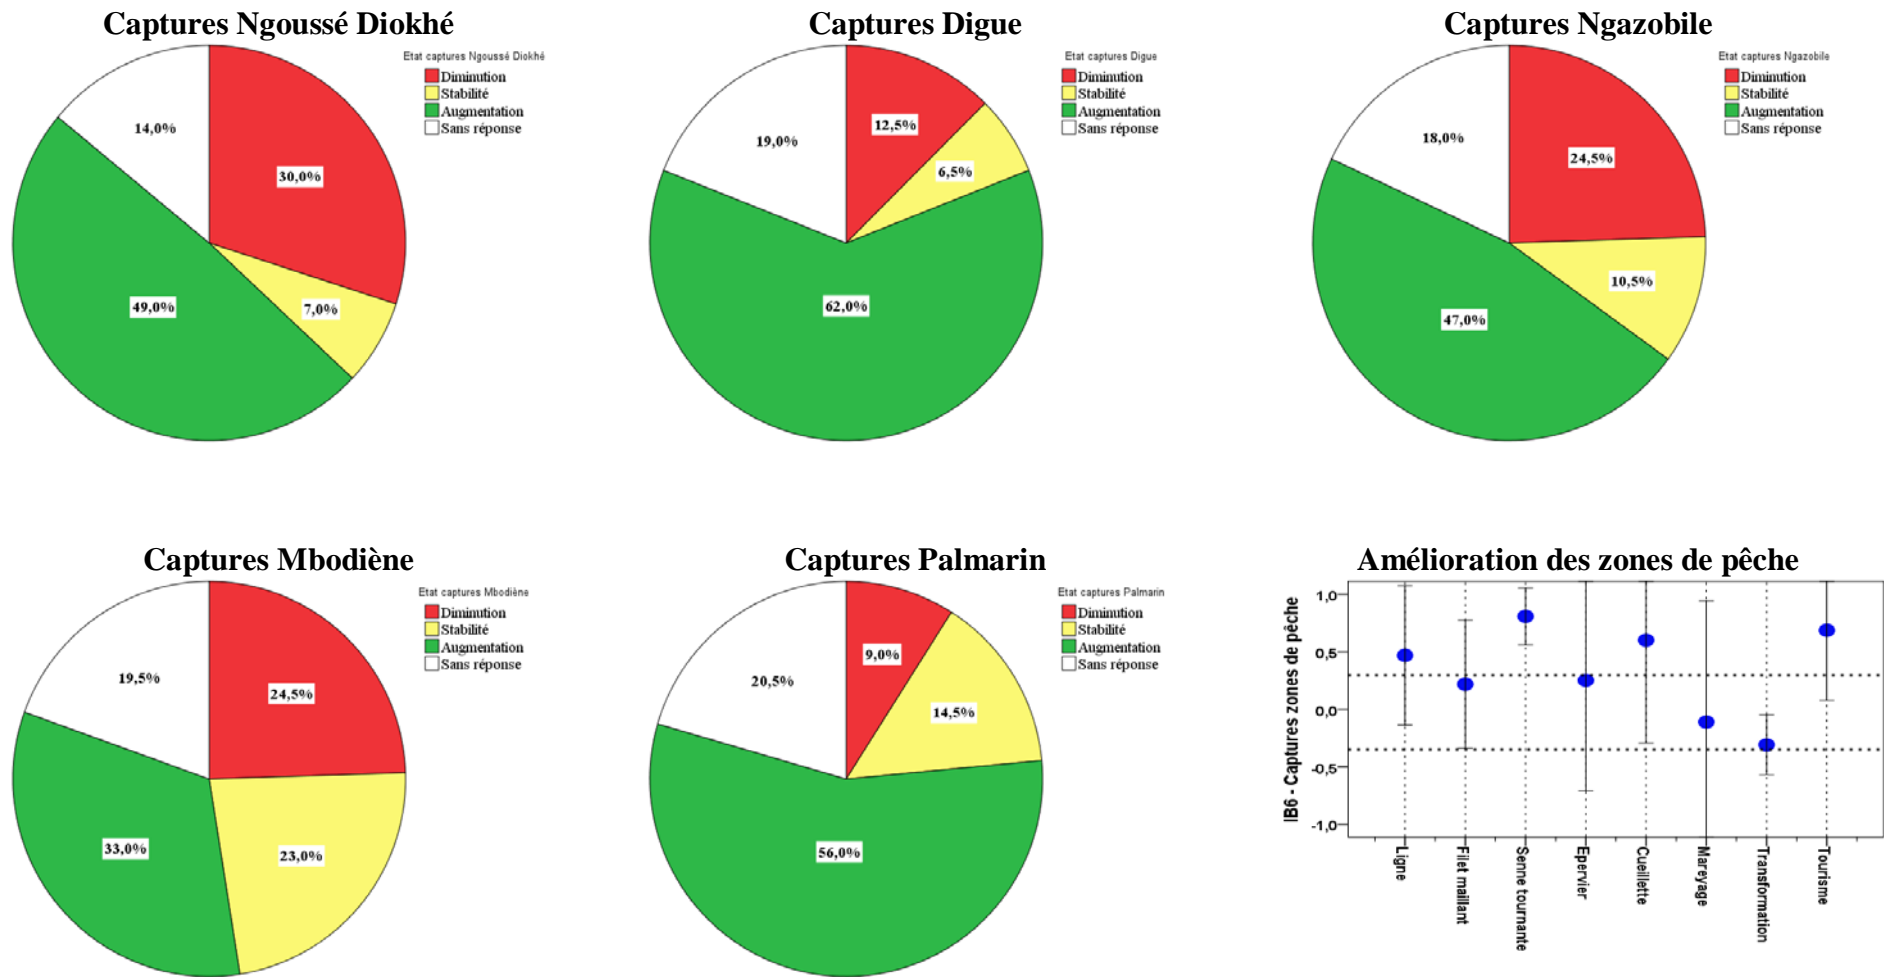 Captures Ngoussé Diokhé
Etat captures Ngoussé Diokhé
Diminution
Stabilité
Augmentation
Sans réponse
14,0%
30,0%
49,0%
7,0%
Captures Digue
Etat captures Digue
Diminution
Stabilité
Augmentation
Sans réponse
19,0%
12,5%
6,5%
62,0%
Captures Ngazobile
Etat captures Ngazobile
Diminution
Stabilité
Augmentation
Sans réponse
18,0%
24,5%
10,5%
47,0%
Captures Mbodiène
Etat captures Mbodiène
Diminution
Stabilité
Augmentation
Sans réponse
19,5%
24,5%
33,0%
23,0%
Captures Palmarin
Etat captures Palmarin
Diminution
Stabilité
Augmentation
Sans réponse
9,0%
20,5%
14,5%
56,0%
Amélioration des zones de pêche
IB6 - Captures zones de pêche
1,0
0,5
0,0
-0,5
-1,0
Ligne
Filet maillant
Senne tournante
Epervier
Cueillette
Mareyage
Transformation
Tourisme